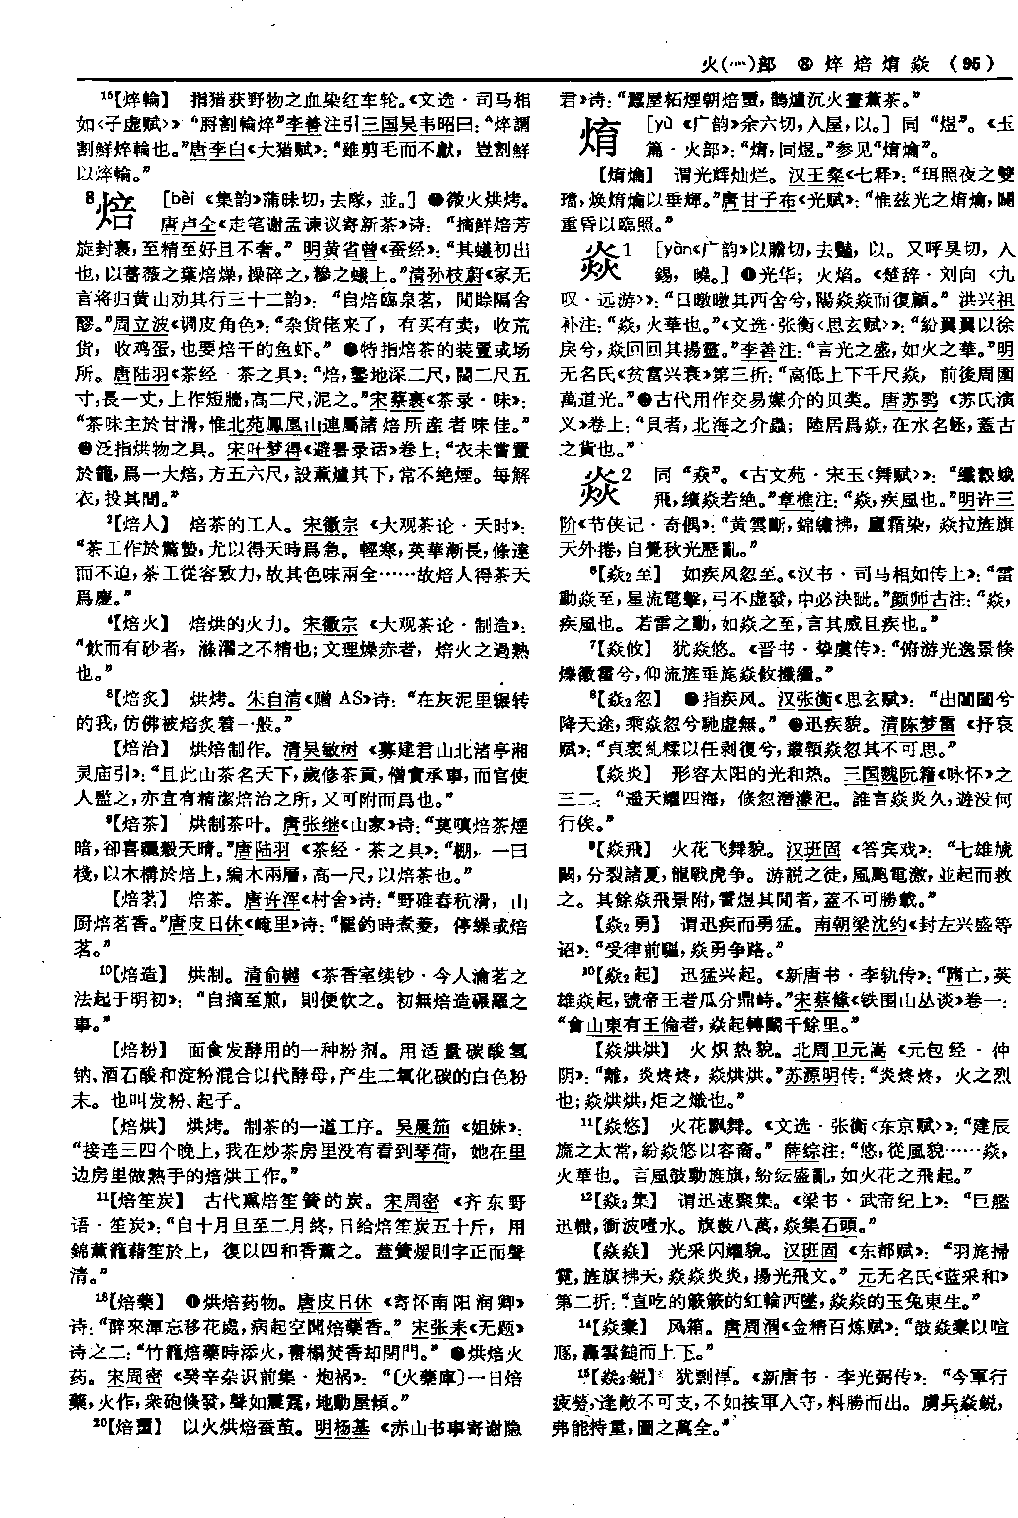 火(灬)部 ⑧ 焠 焙 焴 焱 (95)
15【焠輪】 指猎获野物之血染红车轮。《文选·司马相
如〈子虚赋〉》:“脟割輪焠”李善注引三国吴韦昭曰:“焠謂
割鮮焠輪也。”唐李白《大猎赋》:“雖剪毛而不獻,豈割鮮
以焠輪。”
8焙 [bèi 《集韵》蒲昧切,去隊,並。]❶微火烘烤。
唐卢仝《走笔谢孟谏议寄新茶》诗:“摘鮮焙芳
旋封裹,至精至好且不奢。”明黄省曾《蚕经》:“其蟻初出
也,以薔薇之葉焙燥,揉碎之,糝之蟻上。”清孙枝蔚《家无
言将归黄山劝其行三十二韵》:“自焙臨泉茗,閒賒隔舍
醪。”周立波《调皮角色》:“杂货佬来了,有买有卖,收荒
货,收鸡蛋,也要焙干的鱼虾。”❷特指焙茶的装置或场
所。唐陆羽《茶经·茶之具》:“焙,鑿地深二尺,闊二尺五
寸,長一丈,上作短牆,高二尺,泥之。”宋蔡襄《茶录·味》:
“茶味主於甘滑,惟北苑鳳凰山連屬諸焙所産者味佳。”
❸泛指烘物之具。宋叶梦得《避暑录话》卷上:“衣未嘗置
於籠,爲一大焙,方五六尺,設薰爐其下,常不絶煙。每解
衣,投其間。”
2【焙人】 焙茶的工人。宋徽宗《大观茶论·天时》:
“茶工作於驚蟄,尤以得天時爲急。輕寒,英華漸長,條達
而不迫,茶工從容致力,故其色味兩全……故焙人得茶天
爲慶。”
4【焙火】 焙烘的火力。宋徽宗《大观茶论·制造》:
“飲而有砂者,滌濯之不精也;文理燥赤者,焙火之過熟
也。”
8【焙炙】 烘烤。朱自清《赠AS》诗:“在灰泥里辗转
的我,仿佛被焙炙着一般。”
【焙治】 烘焙制作。清吴敏树《募建君山北渚亭湘
灵庙引》:“且此山茶名天下,歲修茶貢,僧實承事,而官使
人監之,亦宜有精潔焙治之所,又可附而爲也。”
9【焙茶】 烘制茶叶。唐张继《山家》诗:“莫嗔焙茶煙
暗,却喜曬穀天晴。”唐陆羽《茶经·茶之具》:“棚,一曰
棧,以木構於焙上,編木兩層,高一尺,以焙茶也。”
【焙茗】 焙茶。唐许浑《村舍》诗:“野碓舂秔滑,山
厨焙茗香。”唐皮日休《崦里》诗:“罷釣時煮菱,停繰或焙
茗。”
10【焙造】 烘制。清俞樾《茶香室续钞·今人瀹茗之
法起于明初》:“自摘至煎,則便飲之。初無焙造碾羅之
事。”
【焙粉】 面食发酵用的一种粉剂。用适量碳酸氢
钠、酒石酸和淀粉混合以代酵母,产生二氧化碳的白色粉
末。也叫发粉、起子。
【焙烘】 烘烤。制茶的一道工序。吴展笳《姐妹》:
“接连三四个晚上,我在炒茶房里没有看到琴荷,她在里
边房里做熟手的焙烘工作。”
11【焙笙炭】 古代熏焙笙簧的炭。宋周密《齐东野
语·笙炭》:“自十月旦至二月終,日給焙笙炭五十斤,用
錦薰籠藉笙於上,復以四和香薰之。蓋簧煖則字正而聲
清。”
18【焙藥】 ❶烘焙药物。唐皮日休《寄怀南阳润卿》
诗:“醉來渾忘移花處,病起空聞焙藥香。”宋张耒《无题》
诗之二:“竹籠焙藥時添火,書榻焚香却閉門。”❷烘焙火
药。宋周密《癸辛杂识前集·炮祸》:“〔火藥庫〕一日焙
藥,火作,衆砲倏發,聲如震霆,地動屋傾。”
20【焙蠒】 以火烘焙蚕茧。明杨基《赤山书事寄谢隐
君》诗:“蠶屋柘煙朝焙蠒,鵲爐沉火晝薰茶。”
焴 [yù 《广韵》余六切,入屋,以。]同“煜”。《玉
篇·火部》:“焴,同煜。”参见“焴爚”。
【焴爚】 谓光辉灿烂。汉王粲《七释》:“珥照夜之雙
璫,焕焴爚以垂輝。”唐甘子布《光赋》:“惟兹光之焴爚,闢
重昏以臨照。”
焱1 [yàn《广韵》以贍切,去豔,以。又呼昊切,入
錫,曉。]❶光华;火焰。《楚辞·刘向〈九
叹·远游〉》:“日暾暾其西舍兮,陽焱焱而復顧。”洪兴祖
补注:“焱,火華也。”《文选·张衡〈思玄赋〉》:“紛翼翼以徐
戾兮,焱回回其揚靈。”李善注:“言光之盛,如火之華。”明
无名氏《贫富兴衰》第三折:“高低上下千尺焱,前後周圍
萬道光。”❷古代用作交易媒介的贝类。唐苏鹗《苏氏演
义》卷上:“貝者,北海之介蟲;陸居爲焱,在水名蜬,蓋古
之貨也。”
焱2 同“猋”。《古文苑·宋玉〈舞赋〉》:“纖縠蛾
飛,繽焱若絶。”章樵注:“焱,疾風也。”明许三
阶《节侠记·奇偶》:“黄雲斷,錦繡拂,廬霜染,焱拉旌旗
天外捲,自覺秋光歷亂。”
6【焱2至】 如疾风忽至。《汉书·司马相如传上》:“雷
動焱至,星流電擊,弓不虚發,中必決眦。”颜师古注:“焱,
疾風也。若雷之動,如焱之至,言其威且疾也。”
7【焱攸】 犹焱悠。《晋书·挚虞传》:“俯游光逸景倏
爍徽霍兮,仰流旌垂旄焱攸襳纚。”
8【焱2忽】 ❶指疾风。汉张衡《思玄赋》:“出閶闔兮
降天途,乘焱忽兮馳虚無。”❷迅疾貌。清陈梦雷《抒哀
赋》:“貞衷糺樛以任剥復兮,叢顇焱忽其不可思。”
【焱炎】 形容太阳的光和热。三国魏阮籍《咏怀》之
三二:“遥天耀四海,倏忽潛濛汜。誰言焱炎久,遊没何
行俟。”
9【焱飛】 火花飞舞貌。汉班固《答宾戏》:“七雄虓
闞,分裂諸夏,龍戰虎争。游説之徒,風颮電激,並起而救
之。其餘焱飛景附,霅煜其閒者,蓋不可勝載。”
【焱2勇】 谓迅疾而勇猛。南朝梁沈约《封左兴盛等
诏》:“受律前驅,焱勇争路。”
10【焱2起】 迅猛兴起。《新唐书·李轨传》:“隋亡,英
雄焱起,號帝王者瓜分鼎峙。”宋蔡絛《铁围山丛谈》卷一:
“會山東有王倫者,焱起轉鬭千餘里。”
【焱烘烘】 火炽热貌。北周卫元嵩《元包经·仲
阴》:“離,炎烑烑,焱烘烘。”苏源明传:“炎烑烑,火之烈
也;焱烘烘,炬之熾也。”
11【焱悠】 火花飘舞。《文选·张衡〈东京赋〉》:“建辰
旒之太常,紛焱悠以容裔。”薛综注:“悠,從風貌……焱,
火華也。言風鼓動旌旗,紛紜盛亂,如火花之飛起。”
12【焱2集】 谓迅速聚集。《梁书·武帝纪上》:“巨艦
迅檝,衝波噎水。旗鼓八萬,焱集石頭。”
【焱焱】 光采闪耀貌。汉班固《东都赋》:“羽旄掃
霓,旌旗拂天,焱焱炎炎,揚光飛文。”元无名氏《蓝采和》
第二折:“直吃的簌簌的紅輪西墜,焱焱的玉兔東生。”
14【焱橐】 风箱。唐周渭《金精百炼赋》:“鼓焱橐以喧
豗,轟雲鎚而上下。”
15【焱2鋭】 犹剽悍。《新唐书·李光弼传》:“今軍行
疲勞,逢敵不可支,不如按軍入守,料勝而出。虜兵焱鋭,
弗能持重,圖之萬全。”